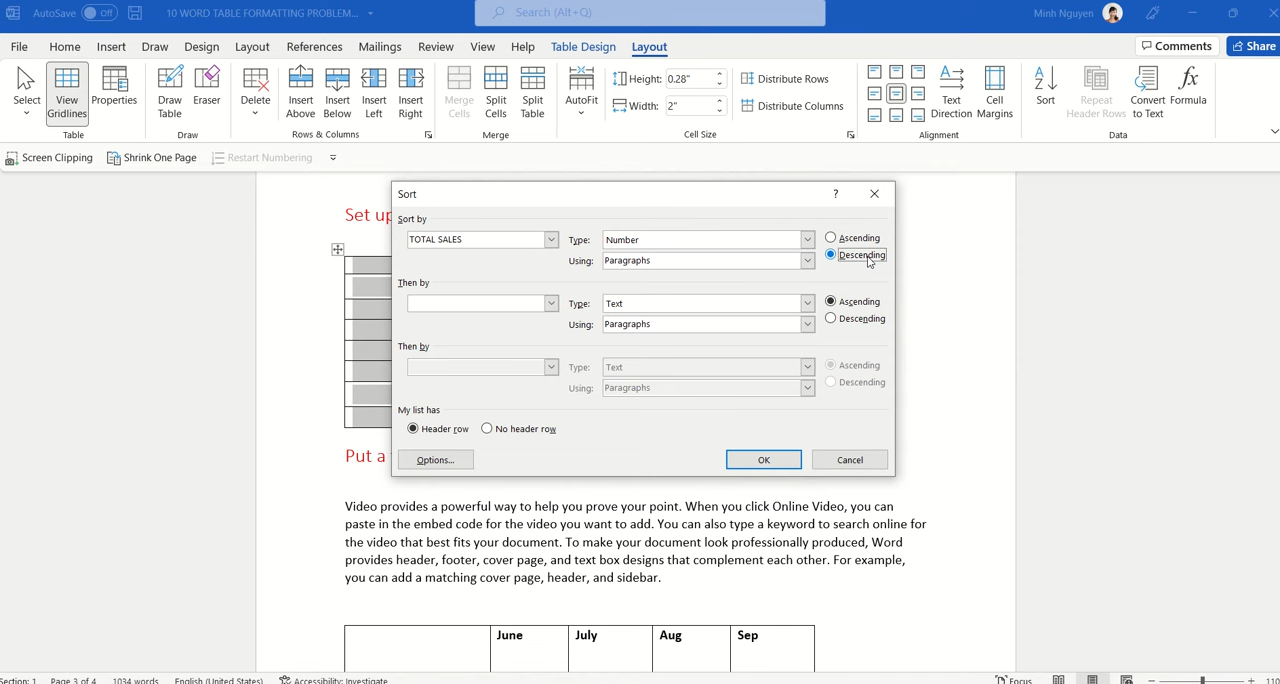 AutoSave Off 10 WORD TABLE FORMATTING PROBLEM... Search (Alt+Q) Minh Nguyen
File Home Insert Draw Design Layout References Mailings Review View Help Table Design Layout Comments Share
Select View Gridlines Properties Draw Table Eraser Delete Insert Above Insert Below Insert Left Insert Right Merge Cells Split Cells Split Table AutoFit Height: 0.28" Width: 2" Distribute Rows Distribute Columns Text Direction Cell Margins Sort Repeat Header Rows Convert to Text fx Formula
Table Draw Rows & Columns Merge Cell Size Alignment Data
Screen Clipping Shrink One Page Restart Numbering
Set up
Sort ?
Sort by
TOTAL SALES Type: Number Ascending
Using: Paragraphs Descending
Then by
Type: Text Ascending
Using: Paragraphs Descending
Then by
Type: Text Ascending
Using: Paragraphs Descending
My list has
Header row No header row
Options... OK Cancel
Put a
Video provides a powerful way to help you prove your point. When you click Online Video, you can
paste in the embed code for the video you want to add. You can also type a keyword to search online for
the video that best fits your document. To make your document look professionally produced, Word
provides header, footer, cover page, and text box designs that complement each other. For example,
you can add a matching cover page, header, and sidebar.
June July Aug Sep
Section: 1 Page 3 of 4 1034 words English (United States) Accessibility: Investigate Focus 110